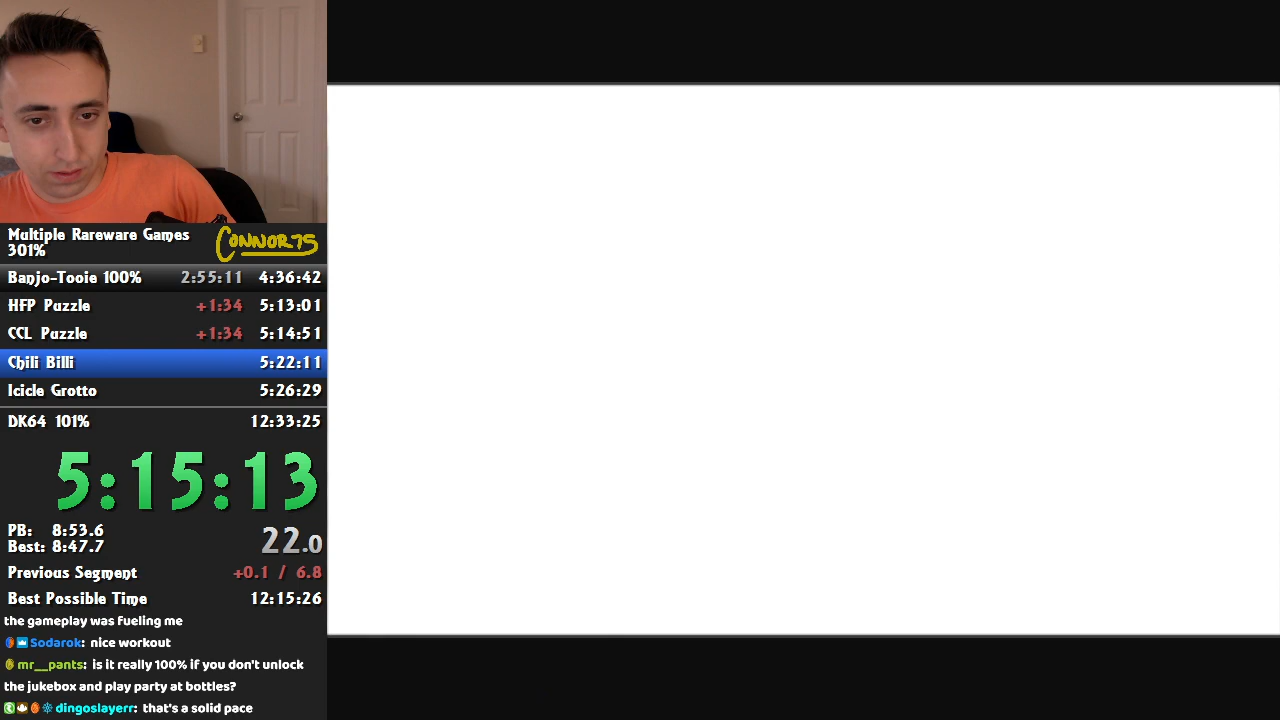 Multiple Rareware Games
301%
CONNOR75
Banjo-Tooie 100% 2:55:11 4:36:42
HFP Puzzle +1:34 5:13:01
CCL Puzzle +1:34 5:14:51
Chili Billi 5:22:11
Icicle Grotto 5:26:29
DK64 101% 12:33:25
5:15:13
PB: 8:53.6
Best: 8:47.7
22.0
Previous Segment +0.1 / 6.8
Best Possible Time 12:15:26
the gameplay was fueling me
Sodarok: nice workout
mr__pants: is it really 100% if you don't unlock
the jukebox and play party at bottles?
dingoslayerr: that's a solid pace